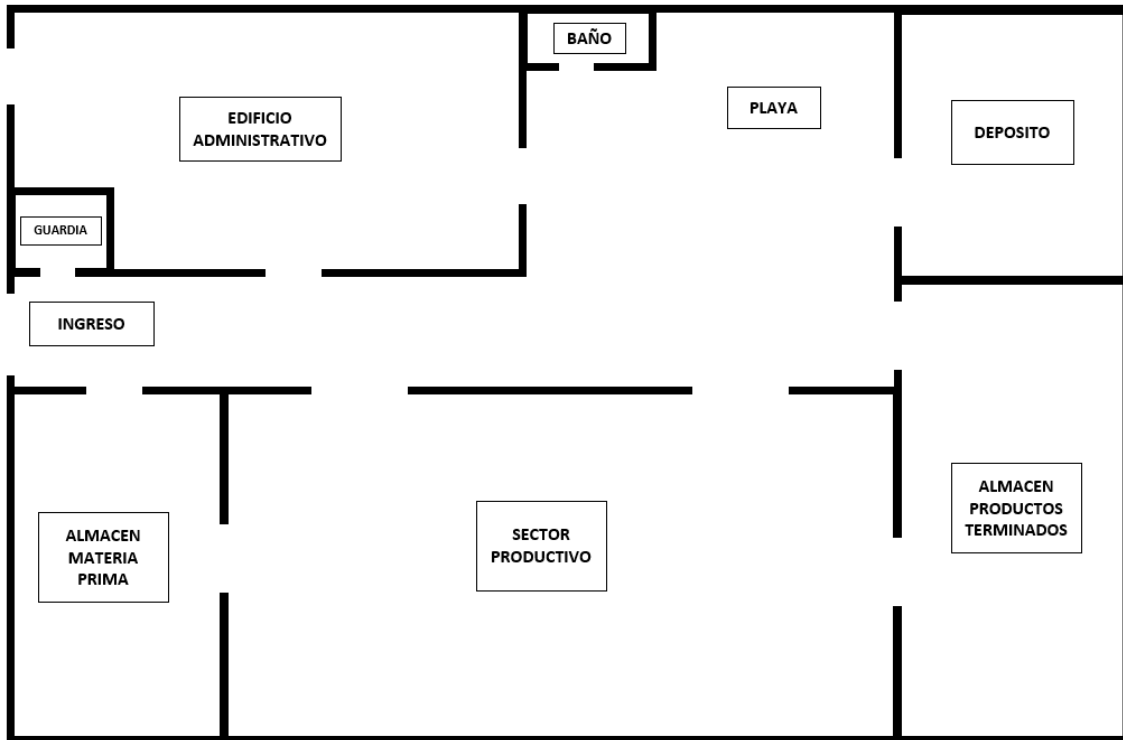 BAÑO
EDIFICIO
ADMINISTRATIVO
PLAYA
DEPOSITO
GUARDIA
INGRESO
ALMACEN
MATERIA
PRIMA
SECTOR
PRODUCTIVO
ALMACEN
PRODUCTOS
TERMINADOS